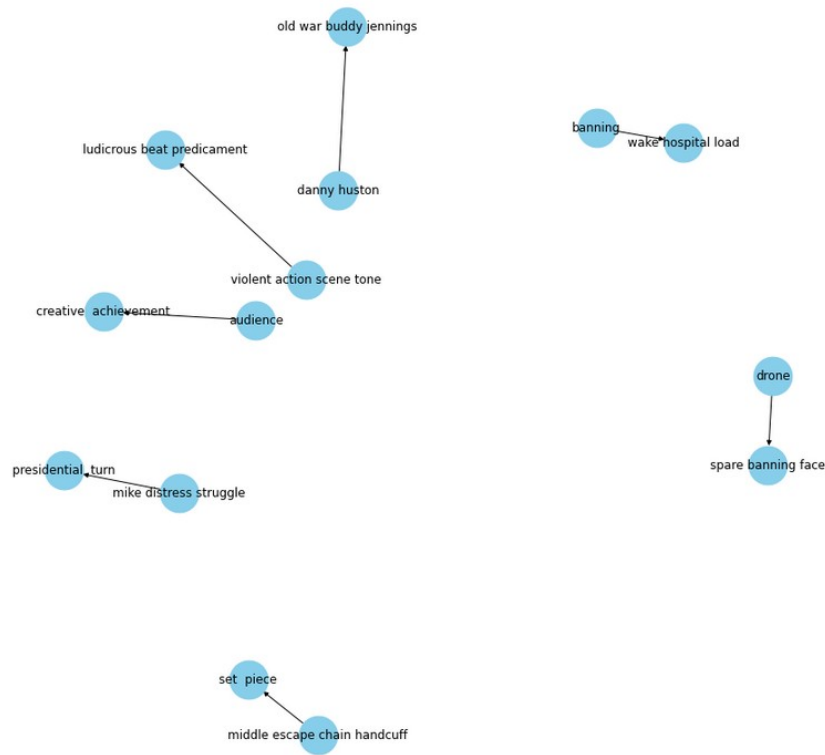 old war buddy jennings
banning
wake hospital load
ludicrous beat predicament
danny huston
violent action scene tone
creative  achievement
audience
drone
presidential  turn
spare banning face
mike distress struggle
set  piece
middle escape chain handcuff